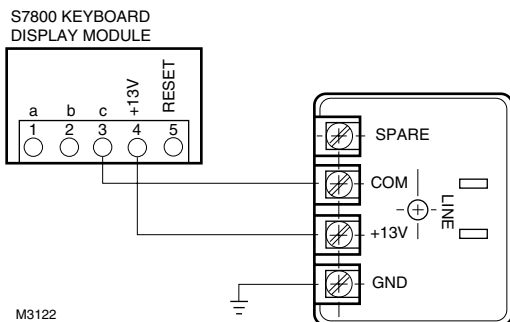 S7800 KEYBOARD
DISPLAY MODULE
a b c +13V RESET
1 2 3 4 5
SPARE
COM
LINE
+13V
GND
M3122